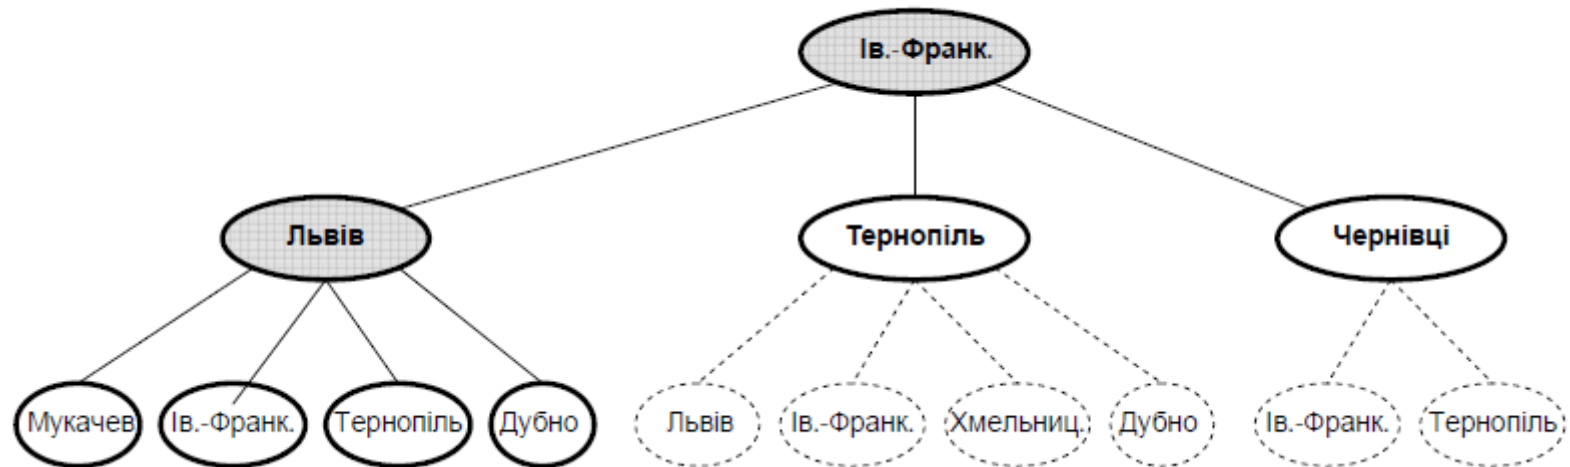 Ів.-Франк.
Львів
Тернопіль
Чернівці
Мукачев
Ів.-Франк.
Тернопіль
Дубно
Львів
Ів.-Франк.
Хмельниц.
Дубно
Ів.-Франк.
Тернопіль